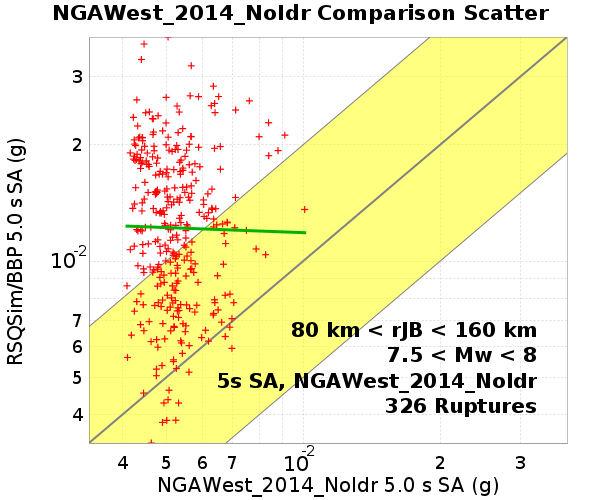 NGAWest_2014_NoIdr Comparison Scatter
3
2
10-2
7
6
5
4
RSQSim/BBP 5.0 s SA (g)
80 km < rJB < 160 km
7.5 < Mw < 8
5s SA, NGAWest_2014_NoIdr
326 Ruptures
4 5 6 7 10-2 2 3
NGAWest_2014_NoIdr 5.0 s SA (g)